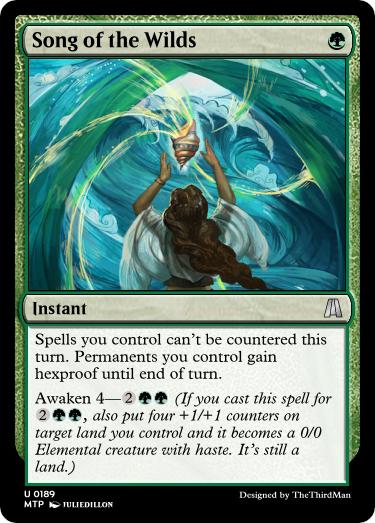 Song of the Wilds
Instant
Spells you control can't be countered this
turn. Permanents you control gain
hexproof until end of turn.
Awaken 4—2GG (If you cast this spell for
2GG, also put four +1/+1 counters on
target land you control and it becomes a 0/0
Elemental creature with haste. It's still a
land.)
U 0189
MTP JULIEDILLON
Designed by TheThirdMan